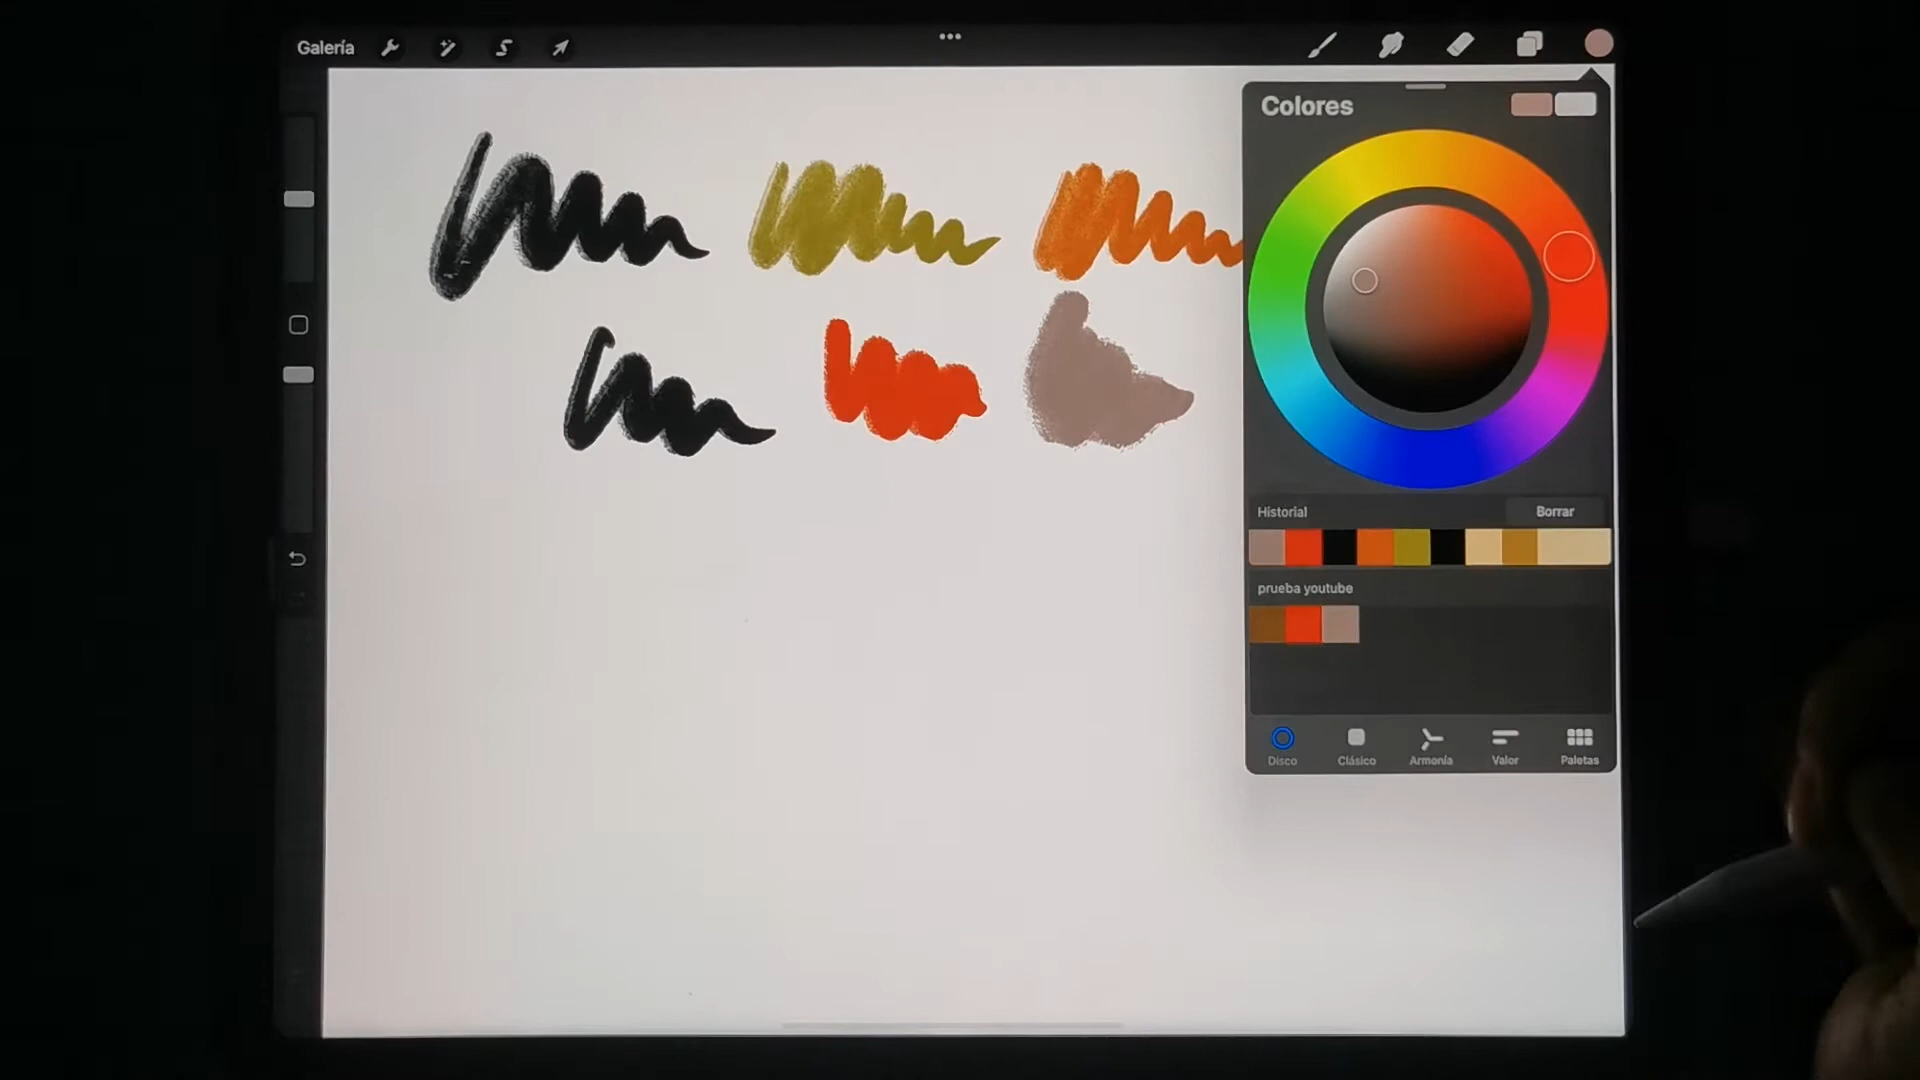 Galería
Colores
Historial
Borrar
prueba youtube
Disco
Clásico
Armonía
Valor
Paletas